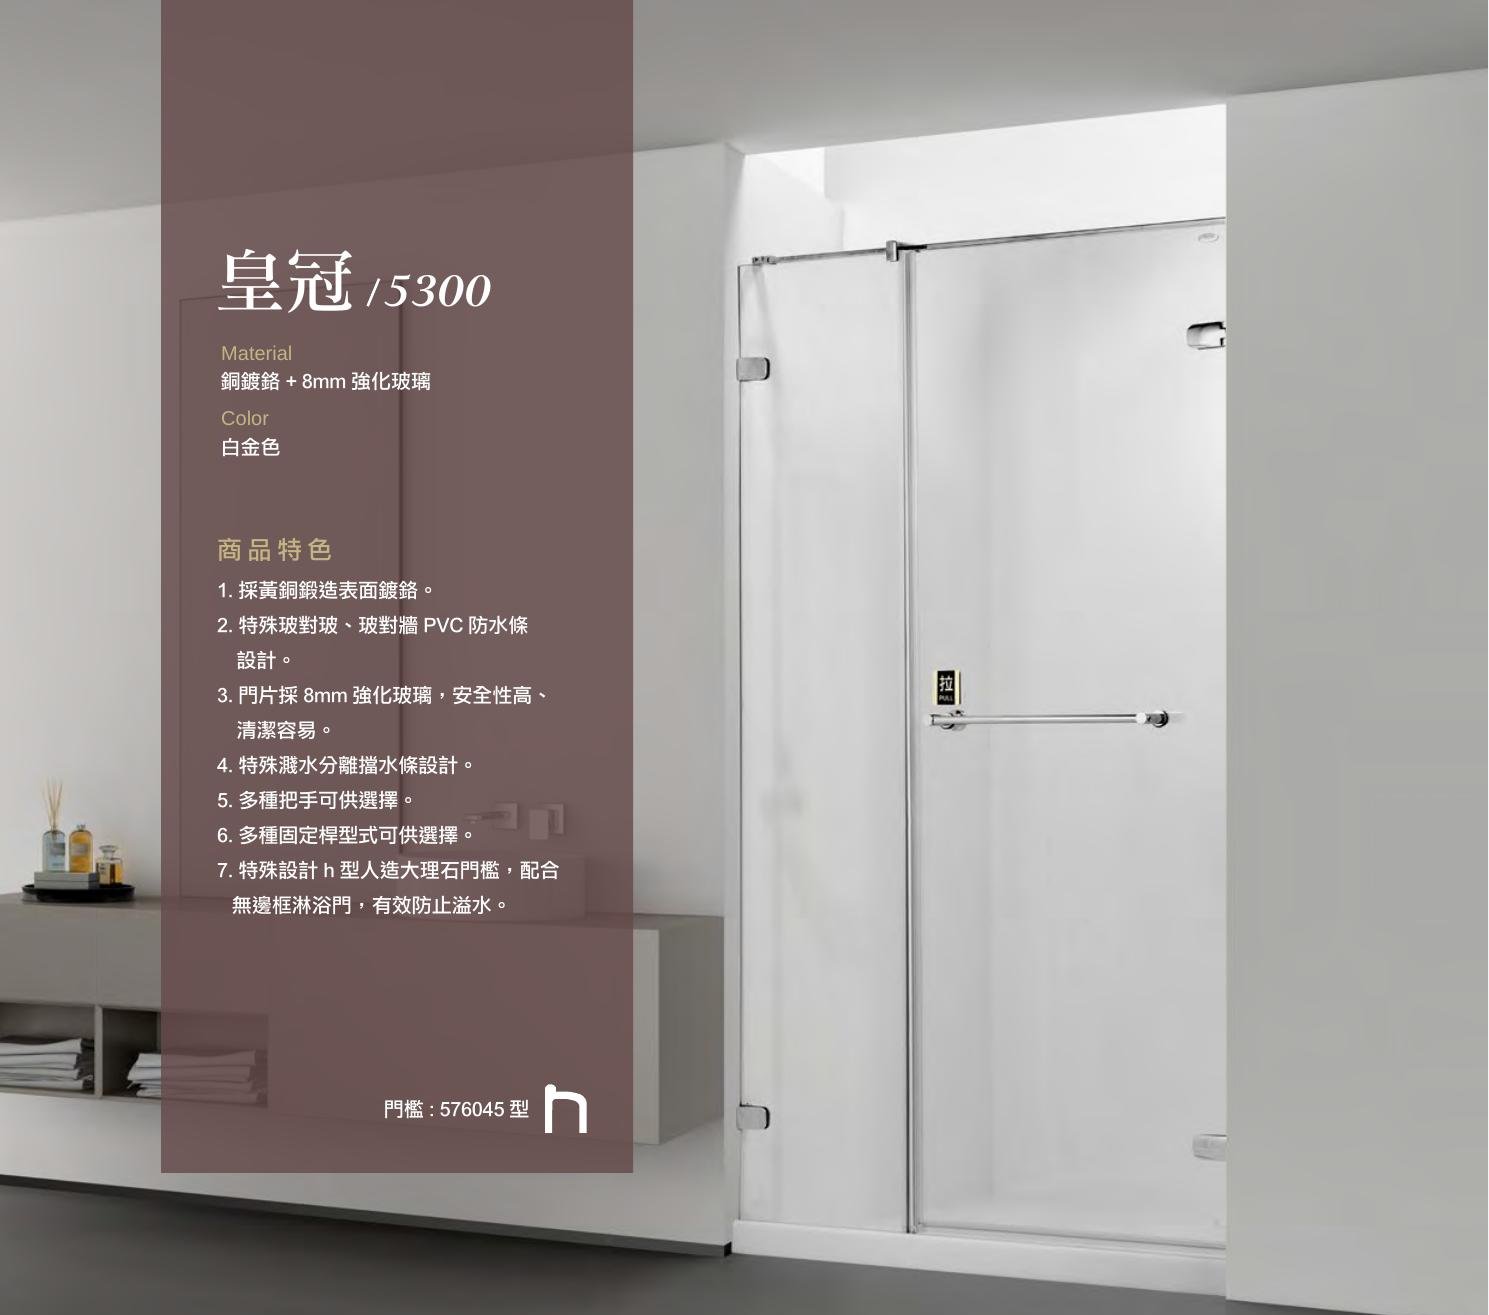 皇冠 / 5300
Material
銅鍍鉻 + 8mm 強化玻璃
Color
白金色
商品特色
1. 採黃銅鍛造表面鍍鉻。
2. 特殊玻對玻、玻對牆 PVC 防水條
設計。
3. 門片採 8mm 強化玻璃，安全性高、
清潔容易。
4. 特殊濺水分離擋水條設計。
5. 多種把手可供選擇。
6. 多種固定桿型式可供選擇。
7. 特殊設計 h 型人造大理石門檻，配合
無邊框淋浴門，有效防止溢水。
門檻 : 576045 型 h
拉
PULL